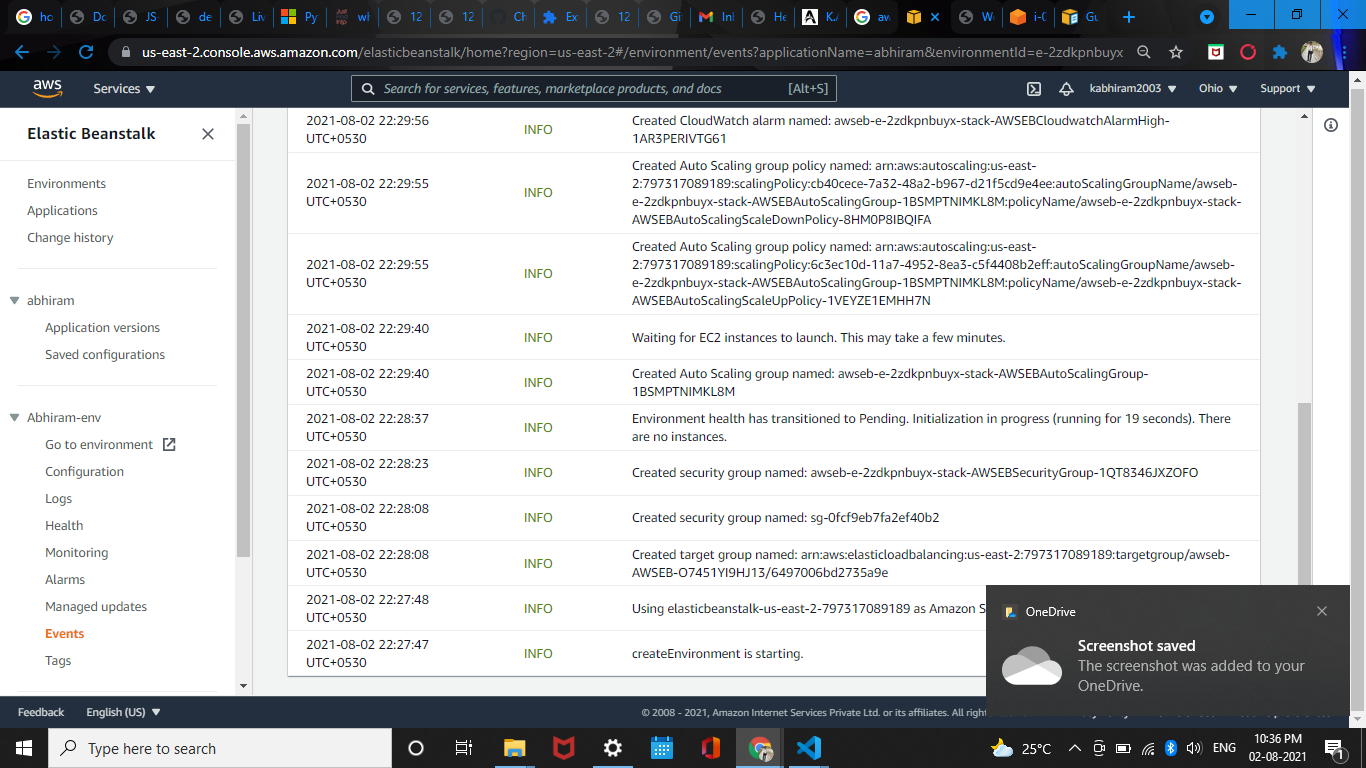 ho
Do
JS
de
Liv
Py
wh
12
12
Ch
Ex
12
Gi
Inl
He
K.A
aw
W
i-0
Gu
us-east-2.console.aws.amazon.com/elasticbeanstalk/home?region=us-east-2#/environment/events?applicationName=abhiram&environmentId=e-2zdkpnbuyx
aws
Services
Search for services, features, marketplace products, and docs
[Alt+S]
kabhiram2003
Ohio
Support
Elastic Beanstalk
Environments
Applications
Change history
abhiram
Application versions
Saved configurations
Abhiram-env
Go to environment
Configuration
Logs
Health
Monitoring
Alarms
Managed updates
Events
Tags
2021-08-02 22:29:56
UTC+0530
INFO
Created CloudWatch alarm named: awseb-e-2zdkpnbuyx-stack-AWSEBCloudwatchAlarmHigh-
1AR3PERIVTG61
2021-08-02 22:29:55
UTC+0530
INFO
Created Auto Scaling group policy named: arn:aws:autoscaling:us-east-
2:797317089189:scalingPolicy:cb40cece-7a32-48a2-b967-d21f5cd9e4ee:autoScalingGroupName/awseb-
e-2zdkpnbuyx-stack-AWSEBAutoScalingGroup-1BSMPTNIMKL8M:policyName/awseb-e-2zdkpnbuyx-stack-
AWSEBAutoScalingScaleDownPolicy-8HM0P8IBQIFA
2021-08-02 22:29:55
UTC+0530
INFO
Created Auto Scaling group policy named: arn:aws:autoscaling:us-east-
2:797317089189:scalingPolicy:6c3ec10d-11a7-4952-8ea3-c5f4408b2eff:autoScalingGroupName/awseb-
e-2zdkpnbuyx-stack-AWSEBAutoScalingGroup-1BSMPTNIMKL8M:policyName/awseb-e-2zdkpnbuyx-stack-
AWSEBAutoScalingScaleUpPolicy-1VEYZE1EMHH7N
2021-08-02 22:29:40
UTC+0530
INFO
Waiting for EC2 instances to launch. This may take a few minutes.
2021-08-02 22:29:40
UTC+0530
INFO
Created Auto Scaling group named: awseb-e-2zdkpnbuyx-stack-AWSEBAutoScalingGroup-
1BSMPTNIMKL8M
2021-08-02 22:28:37
UTC+0530
INFO
Environment health has transitioned to Pending. Initialization in progress (running for 19 seconds). There
are no instances.
2021-08-02 22:28:23
UTC+0530
INFO
Created security group named: awseb-e-2zdkpnbuyx-stack-AWSEBSecurityGroup-1QT8346JXZOFO
2021-08-02 22:28:08
UTC+0530
INFO
Created security group named: sg-0fcf9eb7fa2ef40b2
2021-08-02 22:28:08
UTC+0530
INFO
Created target group named: arn:aws:elasticloadbalancing:us-east-2:797317089189:targetgroup/awseb-
AWSEB-O7451YI9HJ13/6497006bd2735a9e
2021-08-02 22:27:48
UTC+0530
INFO
Using elasticbeanstalk-us-east-2-797317089189 as Amazon S
2021-08-02 22:27:47
UTC+0530
INFO
createEnvironment is starting.
OneDrive
Screenshot saved
The screenshot was added to your
OneDrive.
Feedback
English (US)
© 2008 - 2021, Amazon Internet Services Private Ltd. or its affiliates. All righ
Type here to search
25°C
ENG
10:36 PM
02-08-2021
1